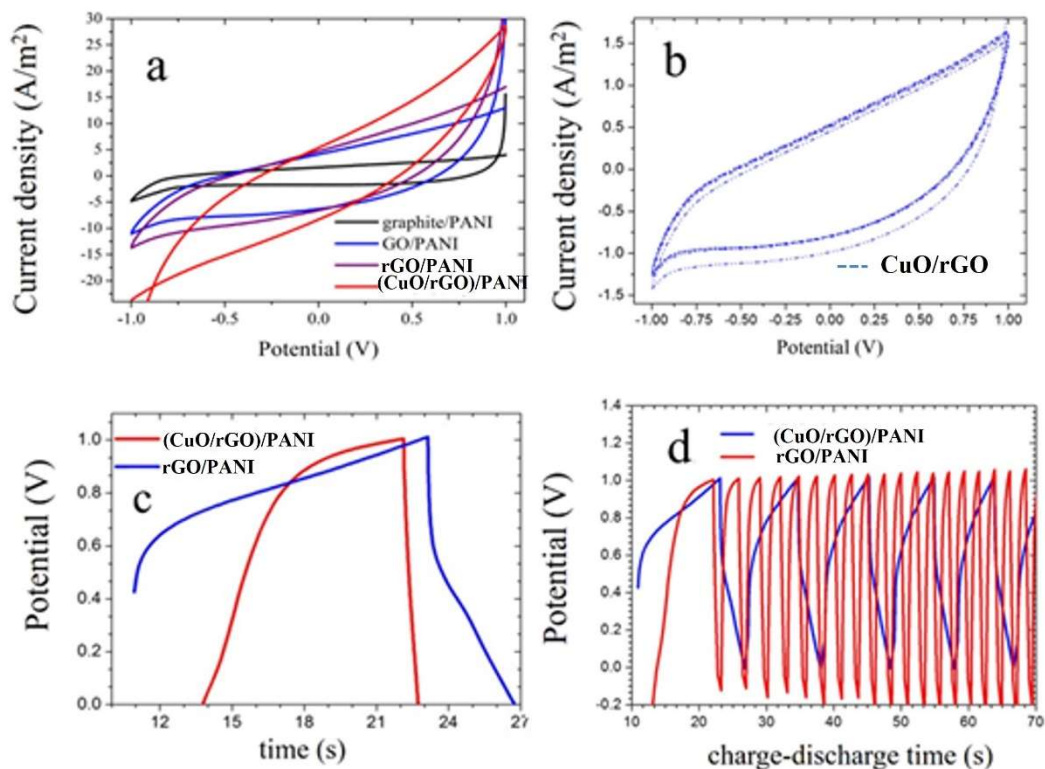 a
Current density (A/m²)
30
25
20
15
10
5
0
-5
-10
-15
-20
-1.0 -0.5 0.0 0.5 1.0
Potential (V)
graphite/PANI
GO/PANI
rGO/PANI
(CuO/rGO)/PANI
b
Current density (A/m²)
1.5
1.0
0.5
0.0
-0.5
-1.0
-1.5
-1.00 -0.75 -0.50 -0.25 0.00 0.25 0.50 0.75 1.00
Potential (V)
CuO/rGO
(CuO/rGO)/PANI
rGO/PANI
c
Potential (V)
1.0
0.8
0.6
0.4
0.2
0.0
12 15 18 21 24 27
time (s)
(CuO/rGO)/PANI
rGO/PANI
d
Potential (V)
1.4
1.2
1.0
0.8
0.6
0.4
0.2
0.0
-0.2
10 20 30 40 50 60 70
charge-discharge time (s)